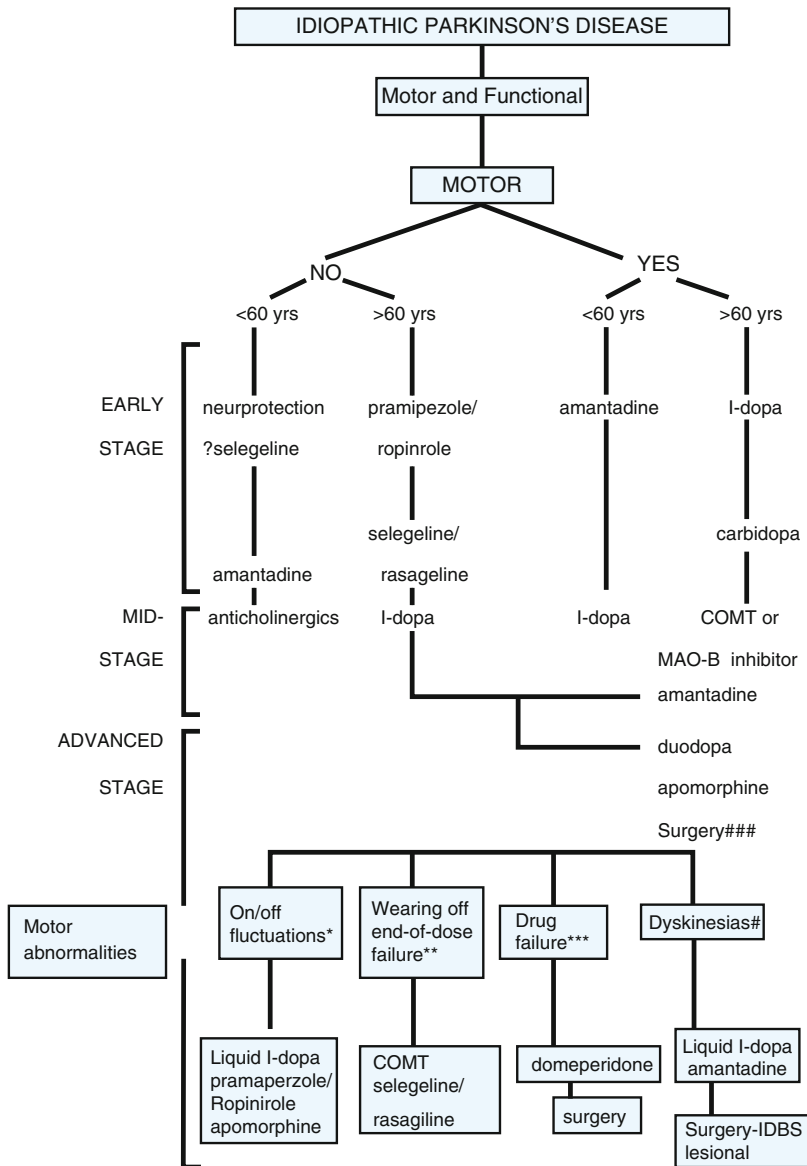 IDIOPATHIC PARKINSON'S DISEASE
Motor and Functional
MOTOR
NO
YES
<60 yrs
>60 yrs
<60 yrs
>60 yrs
EARLY
STAGE
neurprotection
?selegeline
amantadine
pramipezole/
ropinrole
selegeline/
rasageline
amantadine
l-dopa
carbidopa
MID-
STAGE
anticholinergics
l-dopa
l-dopa
COMT or
MAO-B inhibitor
amantadine
ADVANCED
STAGE
duodopa
apomorphine
Surgery###
Motor
abnormalities
On/off
fluctuations*
Wearing off
end-of-dose
failure**
Drug
failure***
Dyskinesias#
Liquid l-dopa
pramaperzole/
Ropinirole
apomorphine
COMT
selegeline/
rasagiline
domeperidone
surgery
Liquid l-dopa
amantadine
Surgery-IDBS
lesional